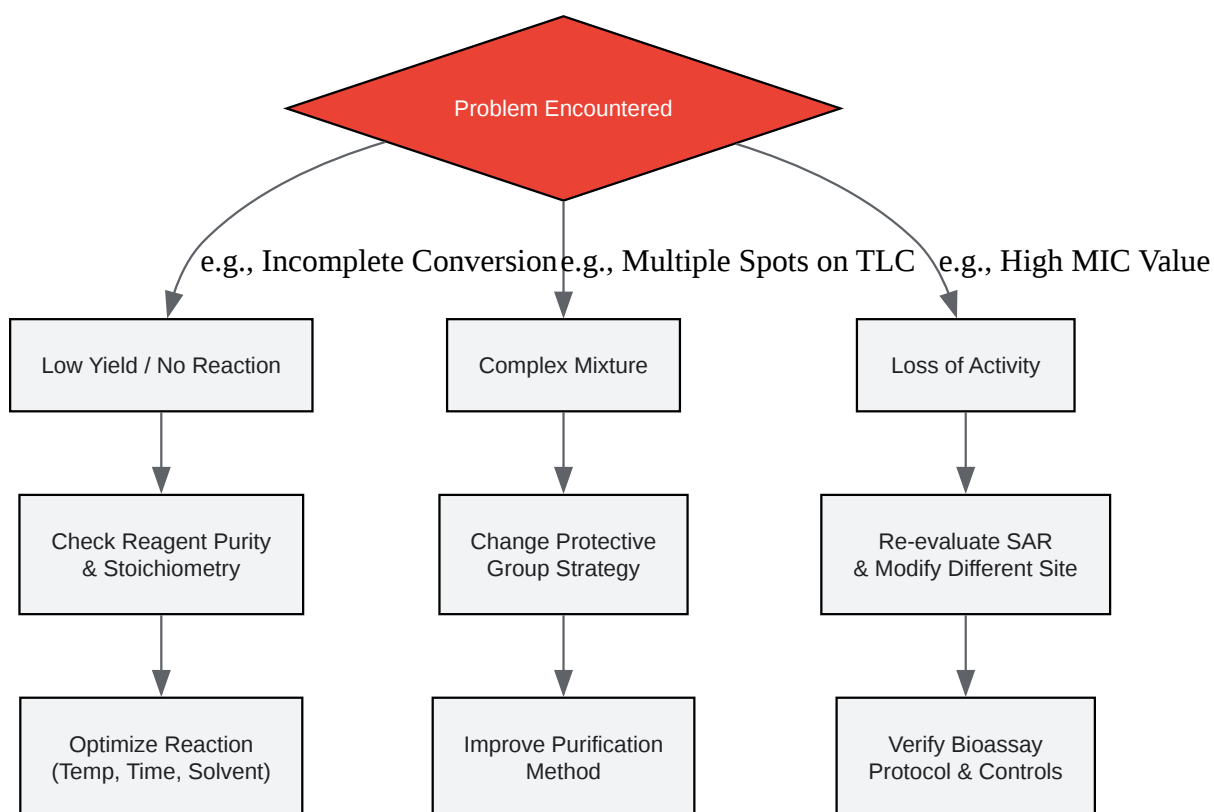 Problem Encountered
e.g., Incomplete Conversion
e.g., Multiple Spots on TLC
e.g., High MIC Value
Low Yield / No Reaction
Complex Mixture
Loss of Activity
Check Reagent Purity
& Stoichiometry
Change Protective
Group Strategy
Re-evaluate SAR
& Modify Different Site
Optimize Reaction
(Temp, Time, Solvent)
Improve Purification
Method
Verify Bioassay
Protocol & Controls